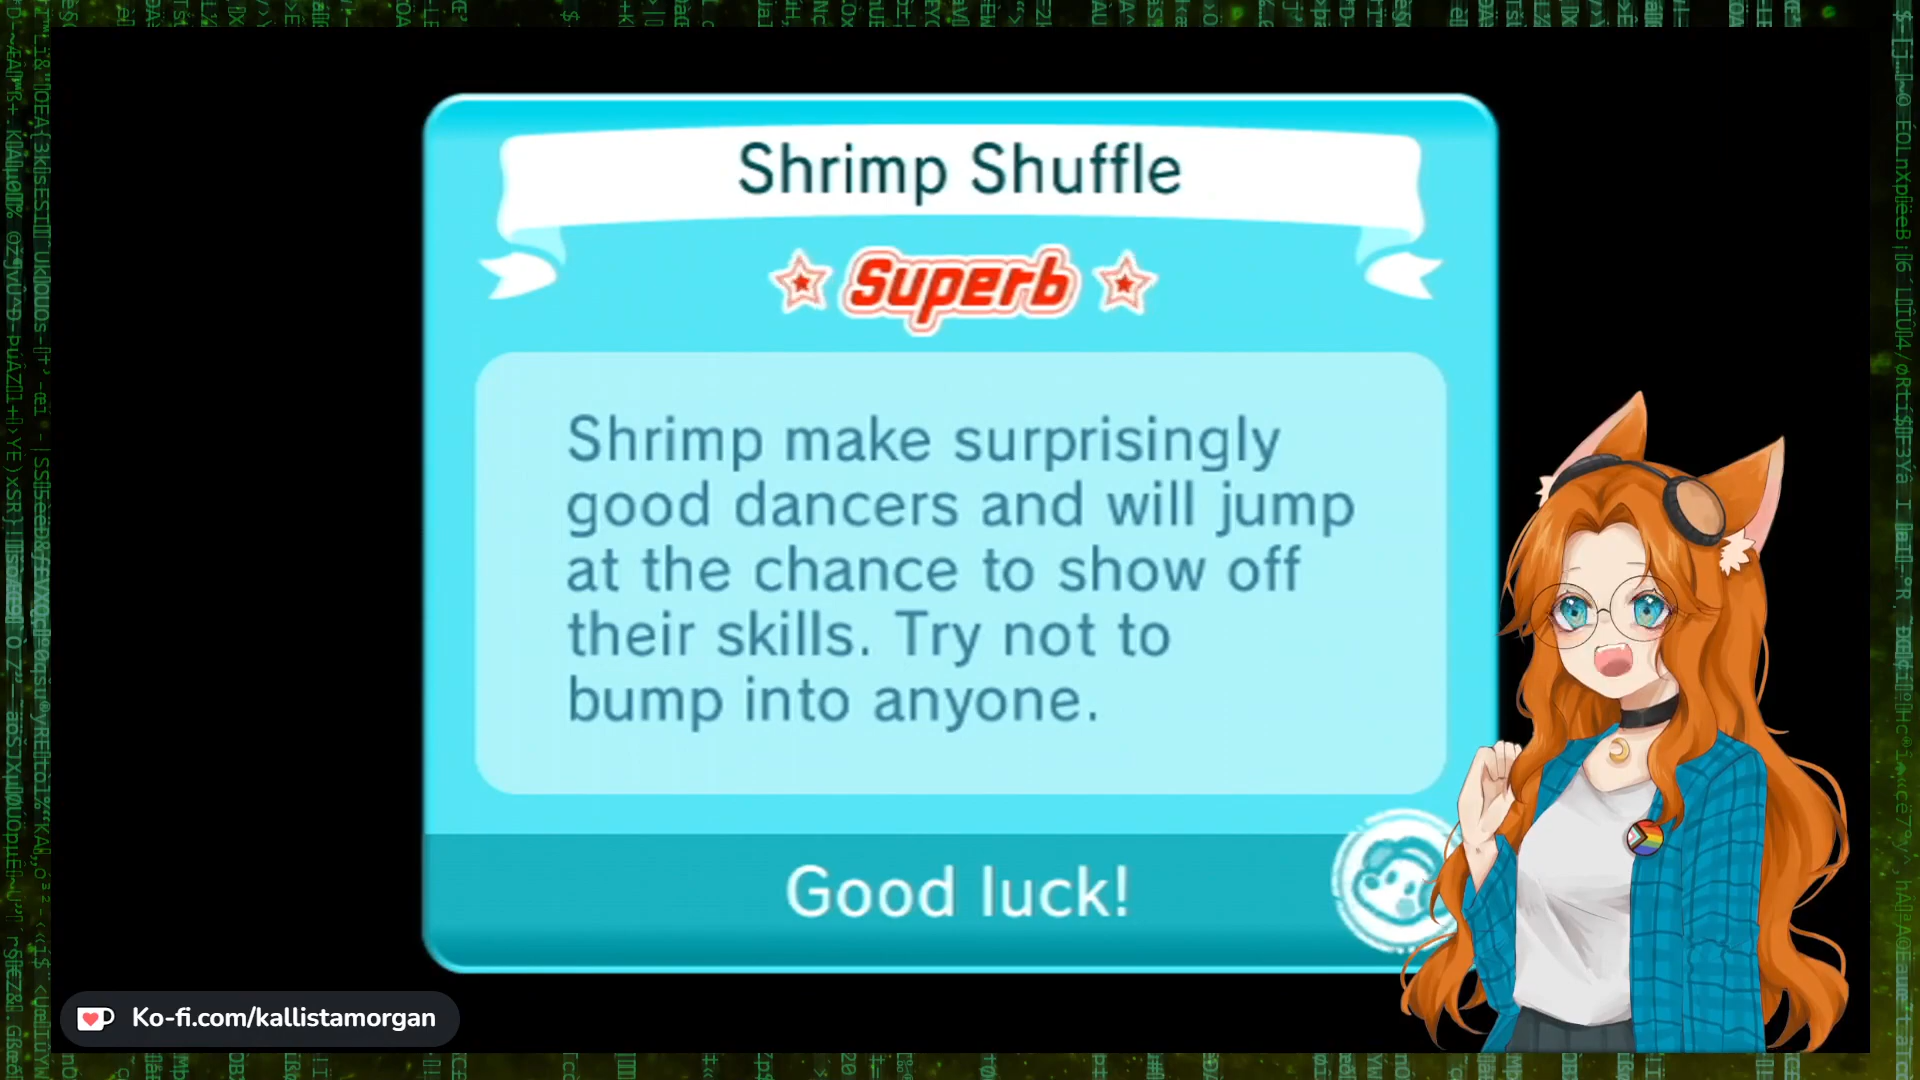 Shrimp Shuffle
Superb
Shrimp make surprisingly
good dancers and will jump
at the chance to show off
their skills. Try not to
bump into anyone.
Good luck!
Ko-fi.com/kallistamorgan